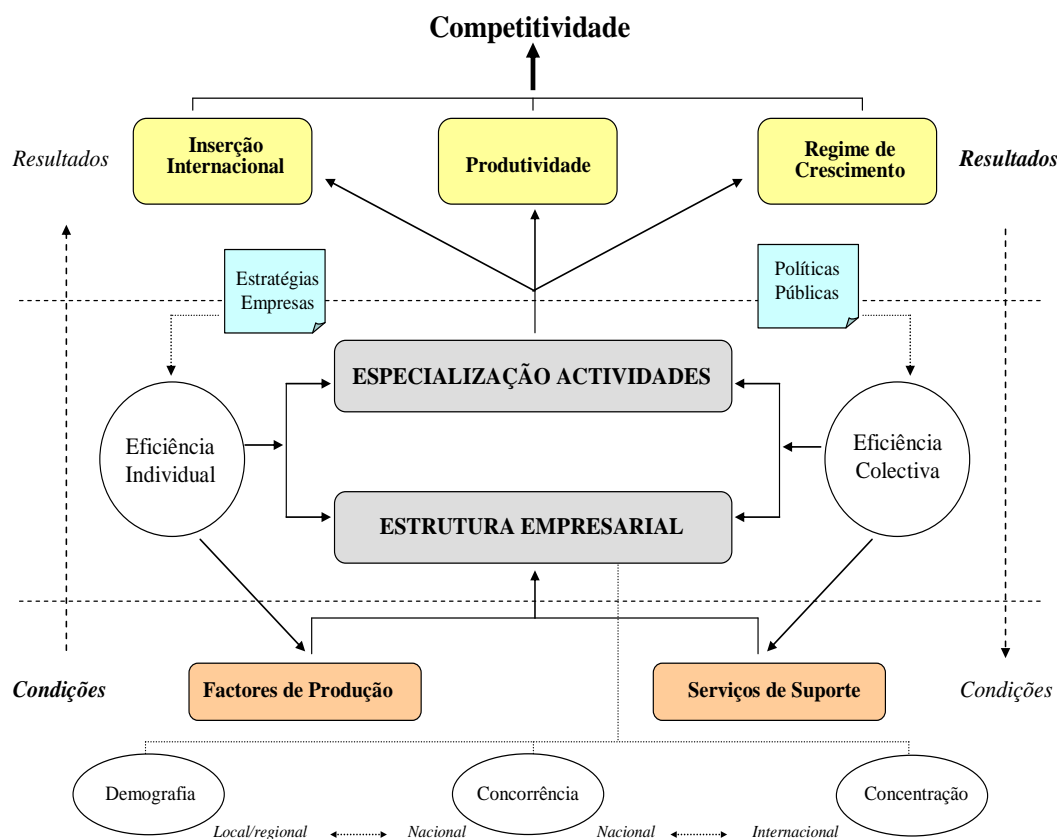 Competitividade
Resultados
Inserção
Internacional
Produtividade
Regime de
Crescimento
Resultados
Estratégias
Empresas
Políticas
Públicas
ESPECIALIZAÇÃO ACTIVIDADES
Eficiência
Individual
Eficiência
Colectiva
ESTRUTURA EMPRESARIAL
Condições
Factores de Produção
Serviços de Suporte
Condições
Demografia
Concorrência
Concentração
Local/regional
Nacional
Nacional
Internacional